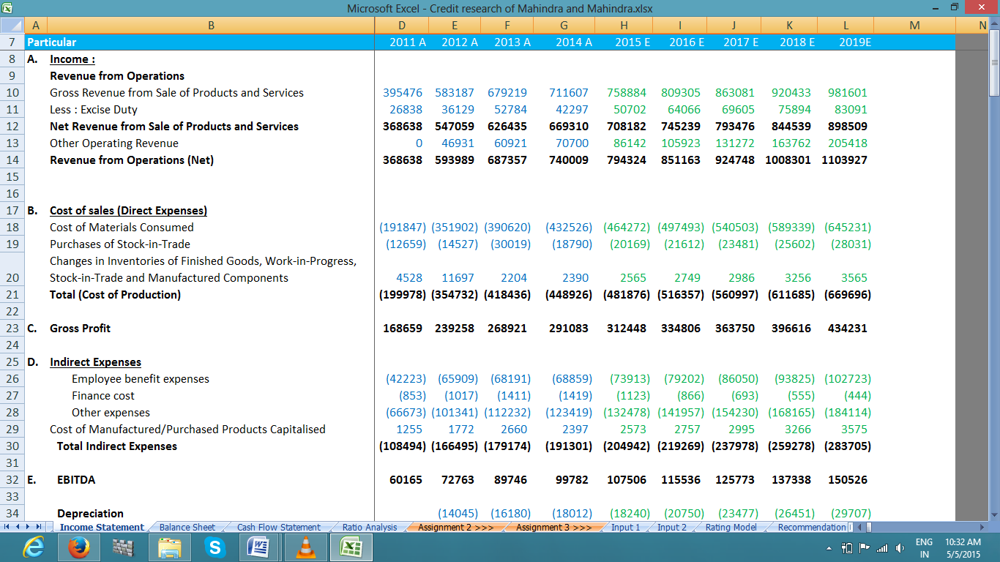 Microsoft Excel - Credit research of Mahindra and Mahindra.xlsx
A B D E F G H I J K L M N
7 Particular 2011 A 2012 A 2013 A 2014 A 2015 E 2016 E 2017 E 2018 E 2019E
8 A. Income :
9 Revenue from Operations
10 Gross Revenue from Sale of Products and Services 395476 583187 679219 711607 758884 809305 863081 920433 981601
11 Less : Excise Duty 26838 36129 52784 42297 50702 64066 69605 75894 83091
12 Net Revenue from Sale of Products and Services 368638 547059 626435 669310 708182 745239 793476 844539 898509
13 Other Operating Revenue 0 46931 60921 70700 86142 105923 131272 163762 205418
14 Revenue from Operations (Net) 368638 593989 687357 740009 794324 851163 924748 1008301 1103927
15
16
17 B. Cost of sales (Direct Expenses)
18 Cost of Materials Consumed (191847) (351902) (390620) (432526) (464272) (497493) (540503) (589339) (645231)
19 Purchases of Stock-in-Trade (12659) (14527) (30019) (18790) (20169) (21612) (23481) (25602) (28031)
Changes in Inventories of Finished Goods, Work-in-Progress,
20 Stock-in-Trade and Manufactured Components 4528 11697 2204 2390 2565 2749 2986 3256 3565
21 Total (Cost of Production) (199978) (354732) (418436) (448926) (481876) (516357) (560997) (611685) (669696)
22
23 C. Gross Profit 168659 239258 268921 291083 312448 334806 363750 396616 434231
24
25 D. Indirect Expenses
26 Employee benefit expenses (42223) (65909) (68191) (68859) (73913) (79202) (86050) (93825) (102723)
27 Finance cost (853) (1017) (1411) (1419) (1123) (866) (693) (555) (444)
28 Other expenses (66673) (101341) (112232) (123419) (132478) (141957) (154230) (168165) (184114)
29 Cost of Manufactured/Purchased Products Capitalised 1255 1772 2660 2397 2573 2757 2995 3266 3575
30 Total Indirect Expenses (108494) (166495) (179174) (191301) (204942) (219269) (237978) (259278) (283705)
31
32 E. EBITDA 60165 72763 89746 99782 107506 115536 125773 137338 150526
33
34 Depreciation (14045) (16180) (18012) (18240) (20750) (23477) (26451) (29707)
Income Statement Balance Sheet Cash Flow Statement Ratio Analysis Assignment 2 >>> Assignment 3 >>> Input 1 Input 2 Rating Model Recommendation
ENG 10:32 AM
IN 5/5/2015